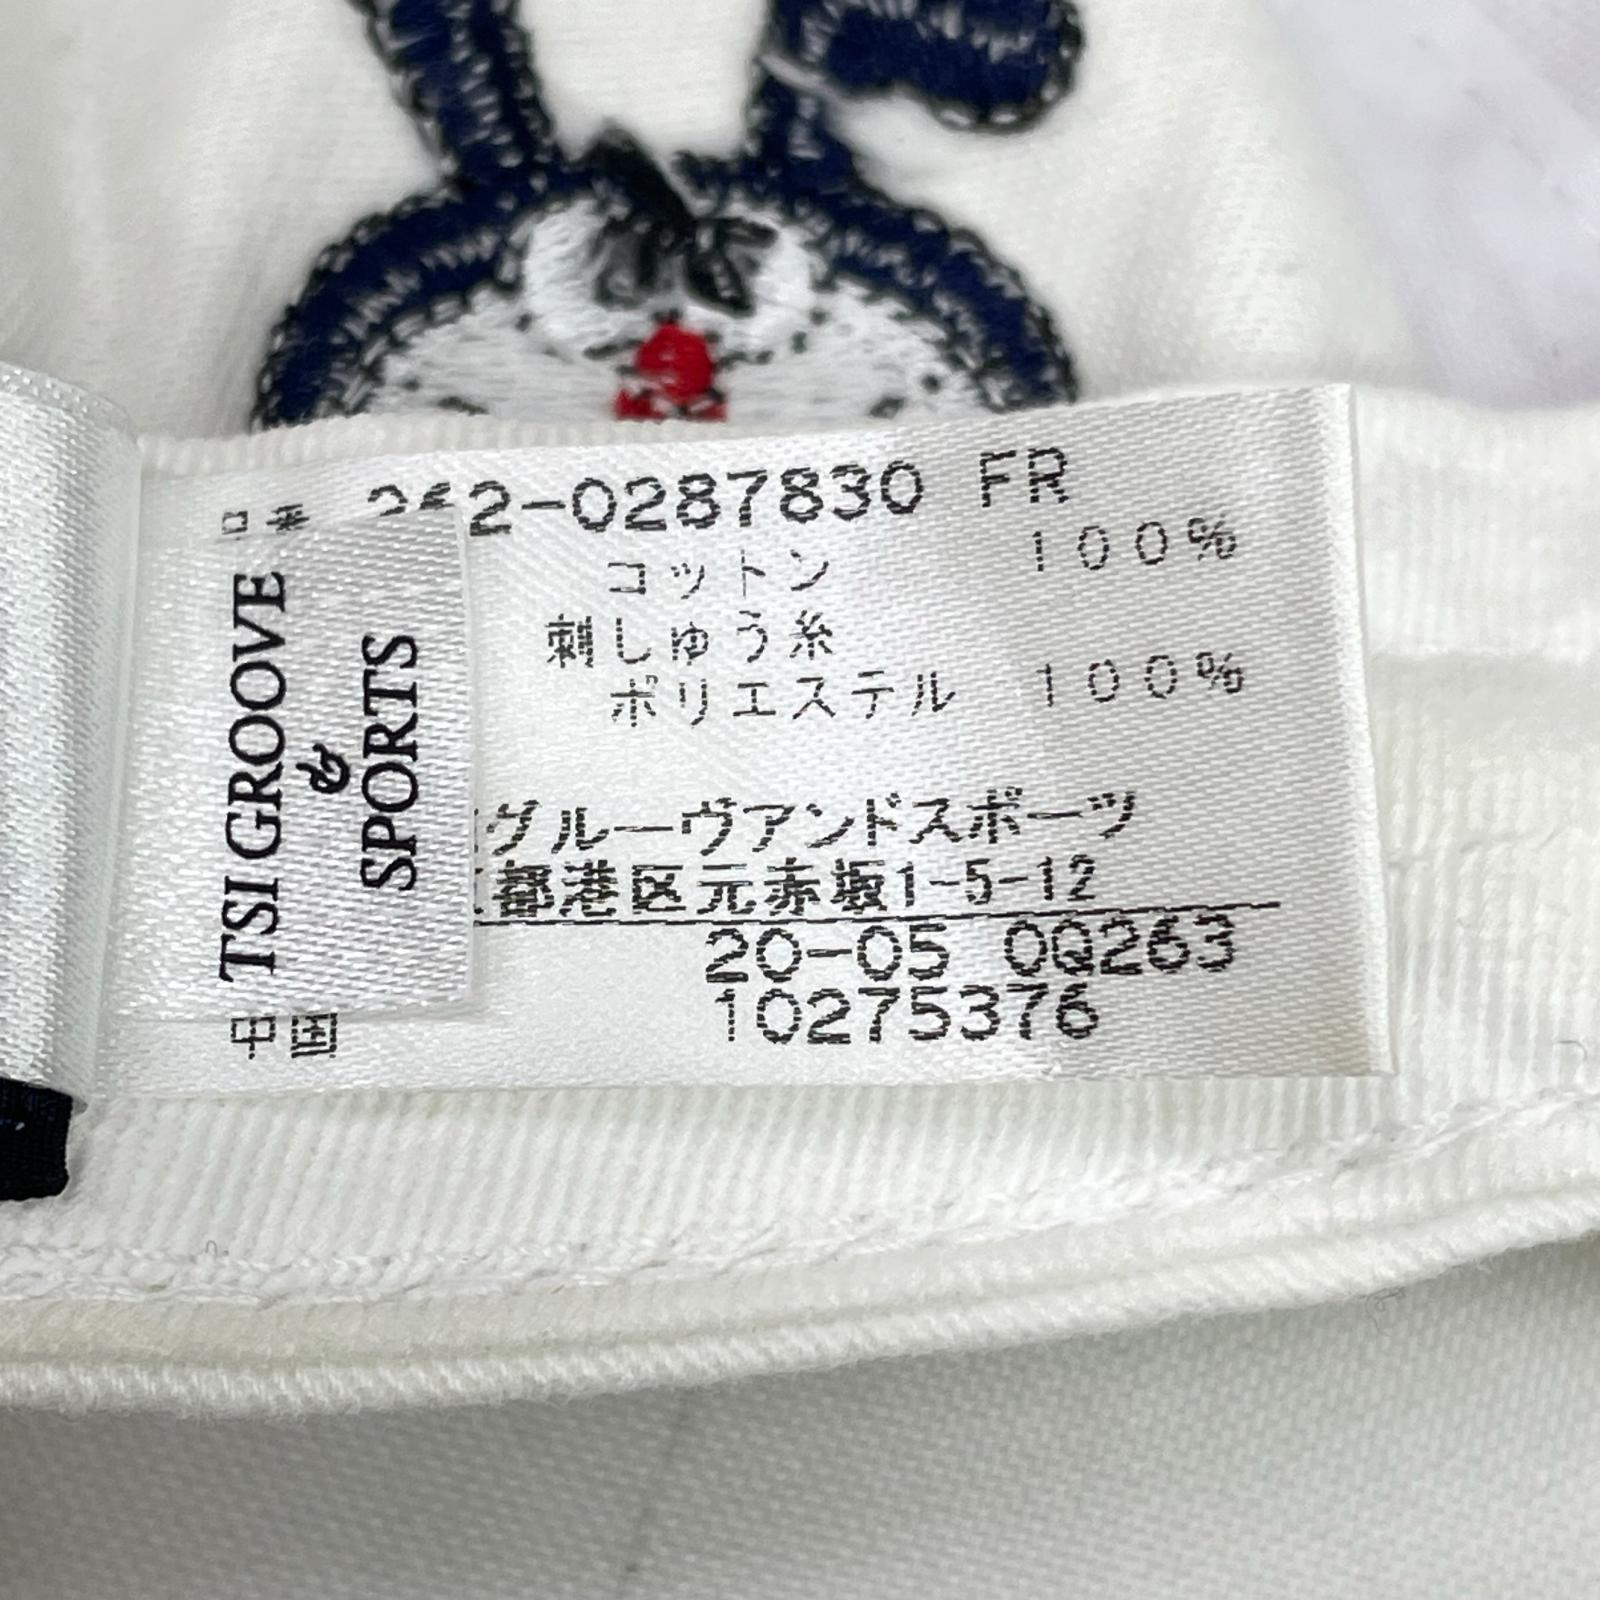 2-0287830 FR
コットン 100%
刺しゅう糸
ポリエステル 100%
TSI GROOVE
&
SPORTS
グルーヴアンドスポーツ
都港区元赤坂1-5-12
20-05 0Q263
10275376